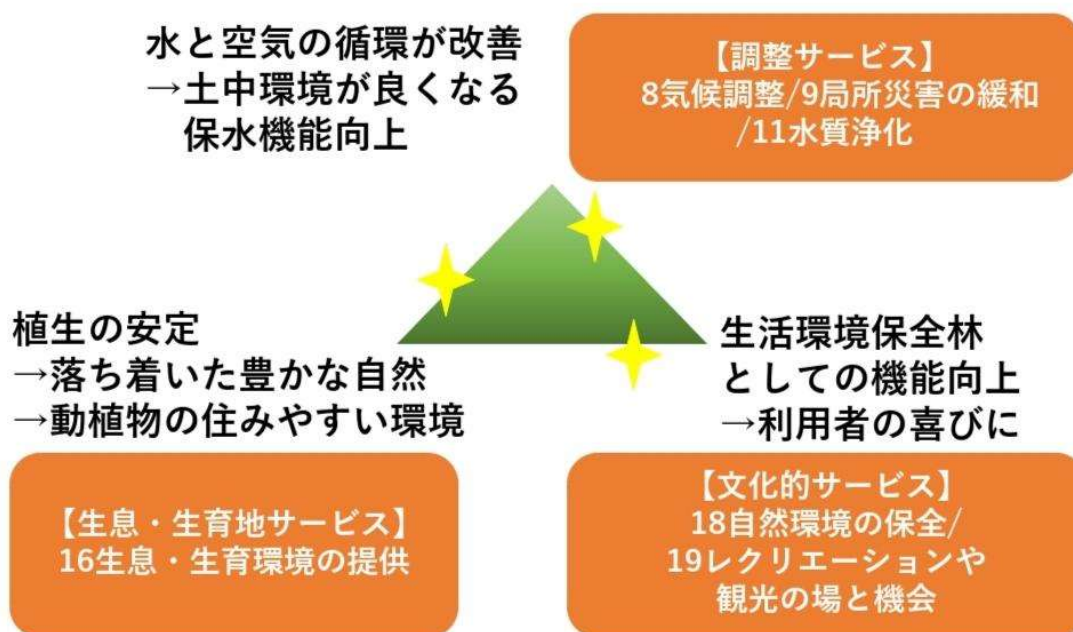 水と空気の循環が改善
→土中環境が良くなる
保水機能向上
【調整サービス】
8気候調整/9局所災害の緩和
/11水質浄化
植生の安定
→落ち着いた豊かな自然
→動植物の住みやすい環境
【生息・生育地サービス】
16生息・生育環境の提供
生活環境保全林
としての機能向上
→利用者の喜びに
【文化的サービス】
18自然環境の保全/
19レクリエーションや
観光の場と機会